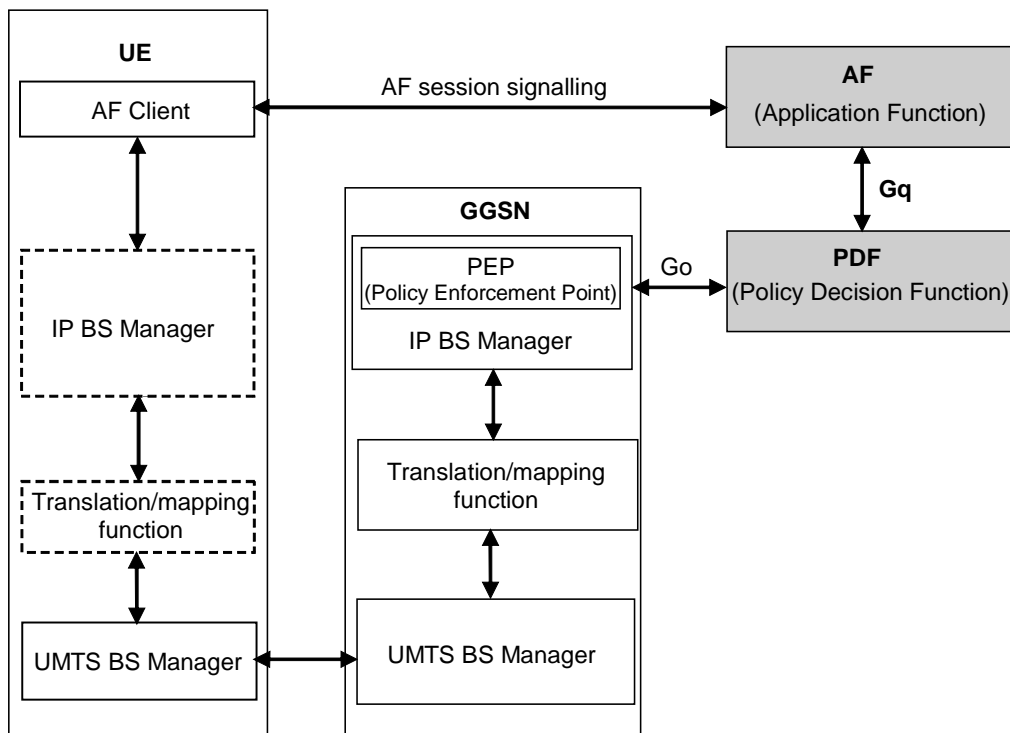 UE
AF Client
AF session signalling
AF
(Application Function)
Gq
GGSN
PEP
(Policy Enforcement Point)
IP BS Manager
Go
PDF
(Policy Decision Function)
IP BS Manager
Translation/mapping
function
Translation/mapping
function
UMTS BS Manager
UMTS BS Manager